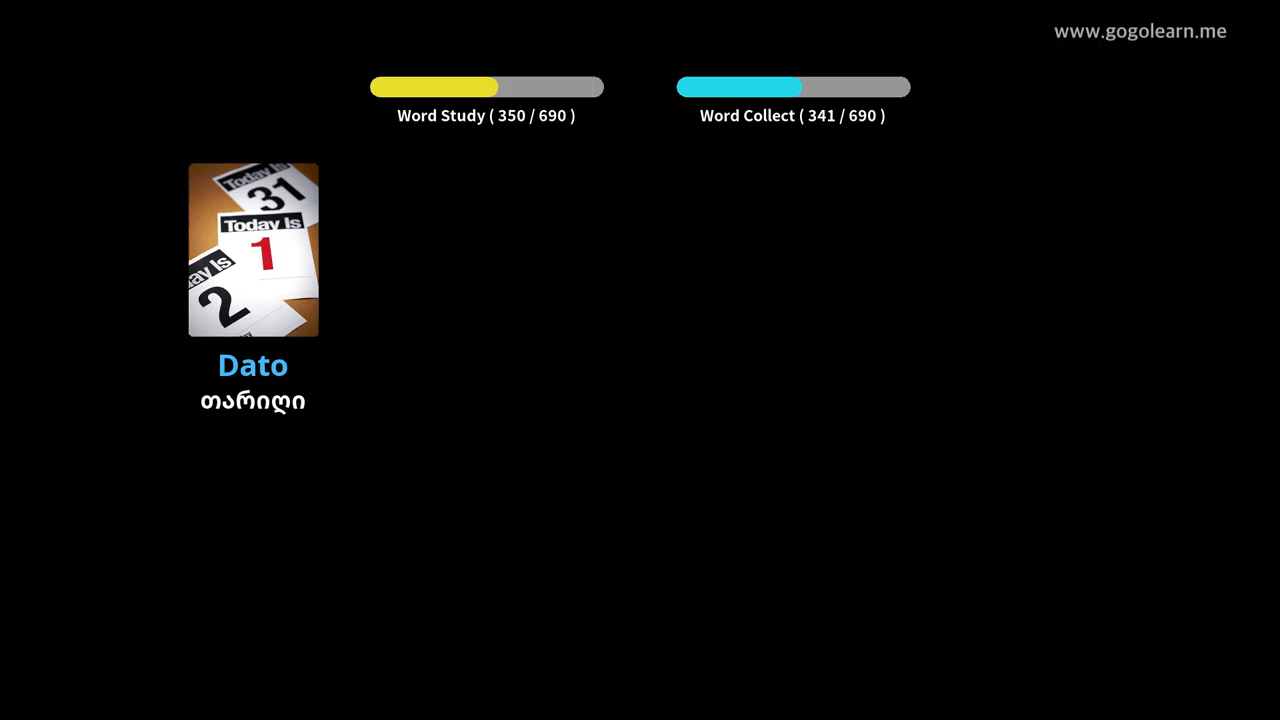 www.gogolearn.me
Word Study ( 350 / 690 )
Word Collect ( 341 / 690 )
Today Is
31
Today Is
1
ay Is
2
Dato
თარიღი